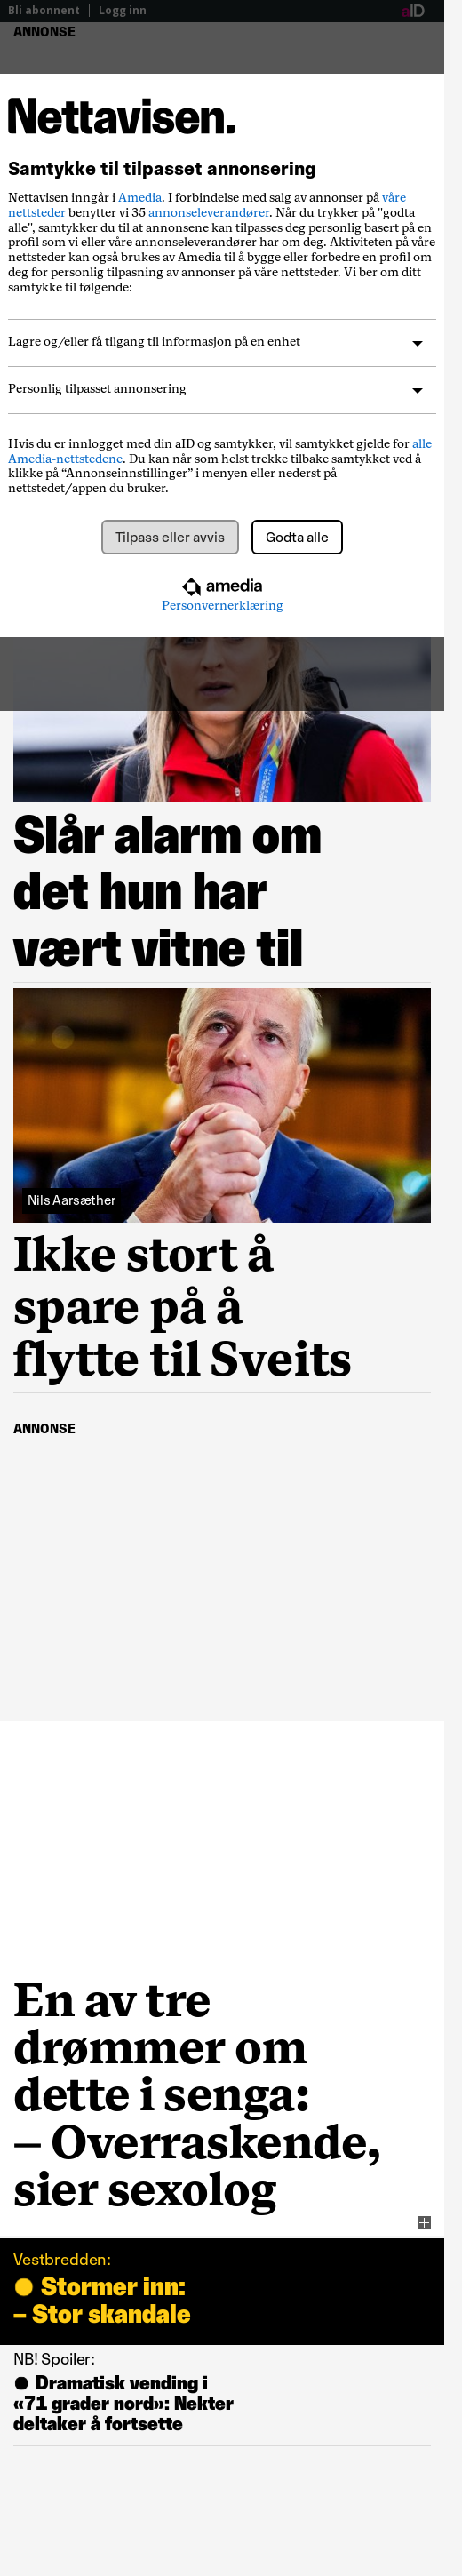 Bli abonnent | Logg inn
aID
ANNONSE
Nettavisen.
Samtykke til tilpasset annonsering
Nettavisen inngår i Amedia. I forbindelse med salg av annonser på våre
nettsteder benytter vi 35 annonseleverandører. Når du trykker på "godta
alle", samtykker du til at annonsene kan tilpasses deg personlig basert på en
profil som vi eller våre annonseleverandører har om deg. Aktiviteten på våre
nettsteder kan også brukes av Amedia til å bygge eller forbedre en profil om
deg for personlig tilpasning av annonser på våre nettsteder. Vi ber om ditt
samtykke til følgende:
Lagre og/eller få tilgang til informasjon på en enhet
Personlig tilpasset annonsering
Hvis du er innlogget med din aID og samtykker, vil samtykket gjelde for alle
Amedia-nettstedene. Du kan når som helst trekke tilbake samtykket ved å
klikke på “Annonseinnstillinger” i menyen eller nederst på
nettstedet/appen du bruker.
Tilpass eller avvis
Godta alle
amedia
Personvernerklæring
Slår alarm om
det hun har
vært vitne til
Nils Aarsæther
Ikke stort å
spare på å
flytte til Sveits
ANNONSE
En av tre
drømmer om
dette i senga:
– Overraskende,
sier sexolog
Vestbredden:
● Stormer inn:
– Stor skandale
NB! Spoiler:
● Dramatisk vending i
«71 grader nord»: Nekter
deltaker å fortsette